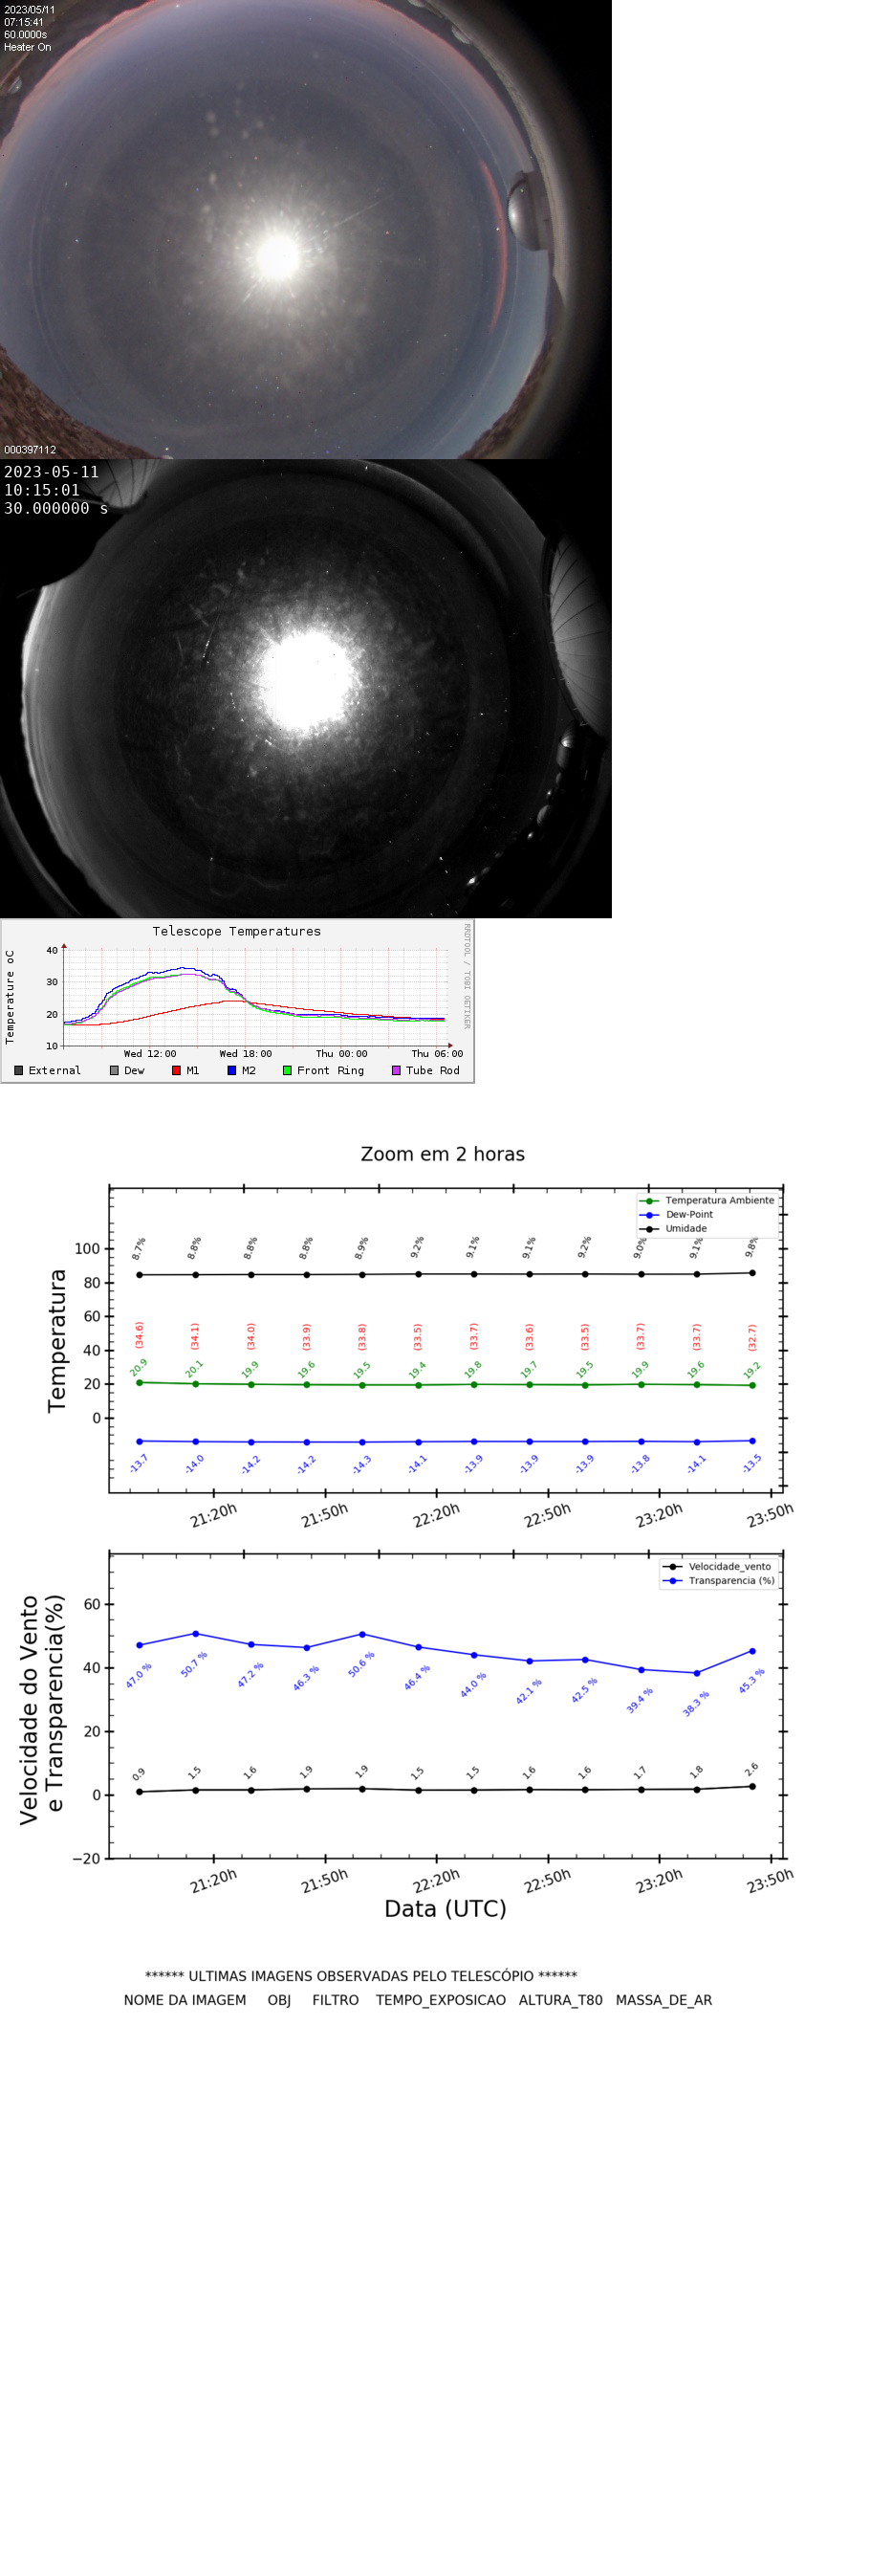 2023/05/11
07:15:41
60.0000s
Heater On
000397112
2023-05-11
10:15:01
30.000000 s
Telescope Temperatures
RRDTOOL / TOBI OETIKER
Temperature oC
40
30
20
10
Wed 12:00 Wed 18:00 Thu 00:00 Thu 06:00
External Dew M1 M2 Front Ring Tube Rod
Zoom em 2 horas
Temperatura Ambiente
Dew-Point
Umidade
Temperatura
100
80
60
40
20
0
8.7% 8.8% 8.8% 8.8% 8.9% 9.2% 9.1% 9.1% 9.2% 9.0% 9.1% 9.8%
(34.6) (34.1) (34.0) (33.9) (33.8) (33.5) (33.7) (33.6) (33.5) (33.7) (33.7) (32.7)
20.9 20.1 19.9 19.6 19.5 19.4 19.8 19.7 19.5 19.9 19.6 19.2
-13.7 -14.0 -14.2 -14.2 -14.3 -14.1 -13.9 -13.9 -13.9 -13.8 -14.1 -13.5
21:20h 21:50h 22:20h 22:50h 23:20h 23:50h
Velocidade_vento
Transparencia (%)
Velocidade do Vento
e Transparencia(%)
60
40
20
0
−20
47.0 % 50.7 % 47.2 % 46.3 % 50.6 % 46.4 % 44.0 % 42.1 % 42.5 % 39.4 % 38.3 % 45.3 %
0.9 1.5 1.6 1.9 1.9 1.5 1.5 1.6 1.6 1.7 1.8 2.6
21:20h 21:50h 22:20h 22:50h 23:20h 23:50h
Data (UTC)
****** ULTIMAS IMAGENS OBSERVADAS PELO TELESCÓPIO ******
NOME DA IMAGEM OBJ FILTRO TEMPO_EXPOSICAO ALTURA_T80 MASSA_DE_AR